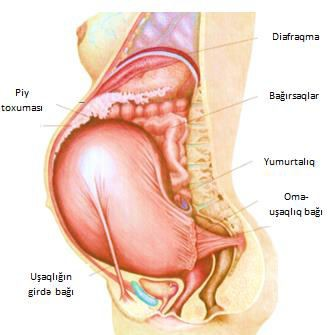 Diafraqma
Piy
toxuması
Bağırsaqlar
Yumurtalıq
Oma-
uşaqlıq bağı
Uşaqlığın
girdə bağı